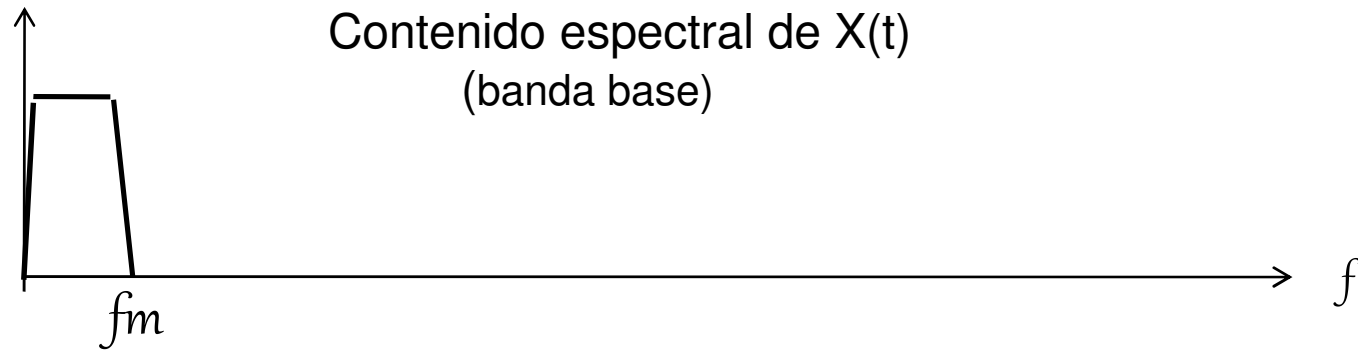 Contenido espectral de X(t)
(banda base)
f
fm